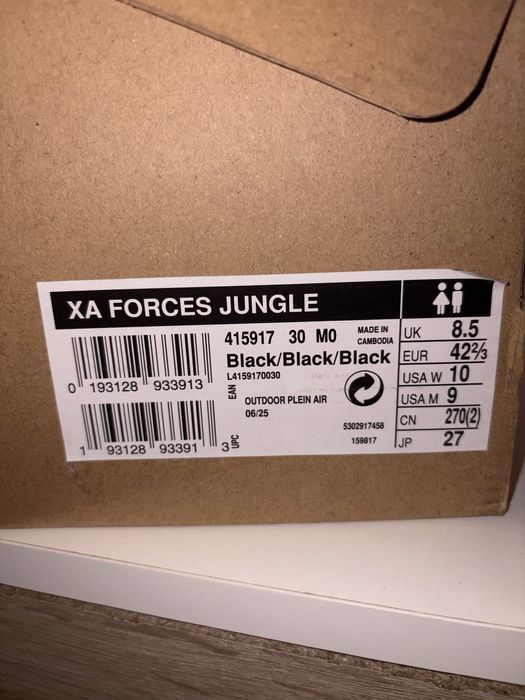 XA FORCES JUNGLE
415917 30 M0
MADE IN
CAMBODIA
Black/Black/Black
L4159170030
EAN
0 193128 933913
OUTDOOR PLEIN AIR
06/25
5302917458
159817
1 93128 93391 3
UPC
UK 8.5
EUR 42⅔
USA W 10
USA M 9
CN 270(2)
JP 27